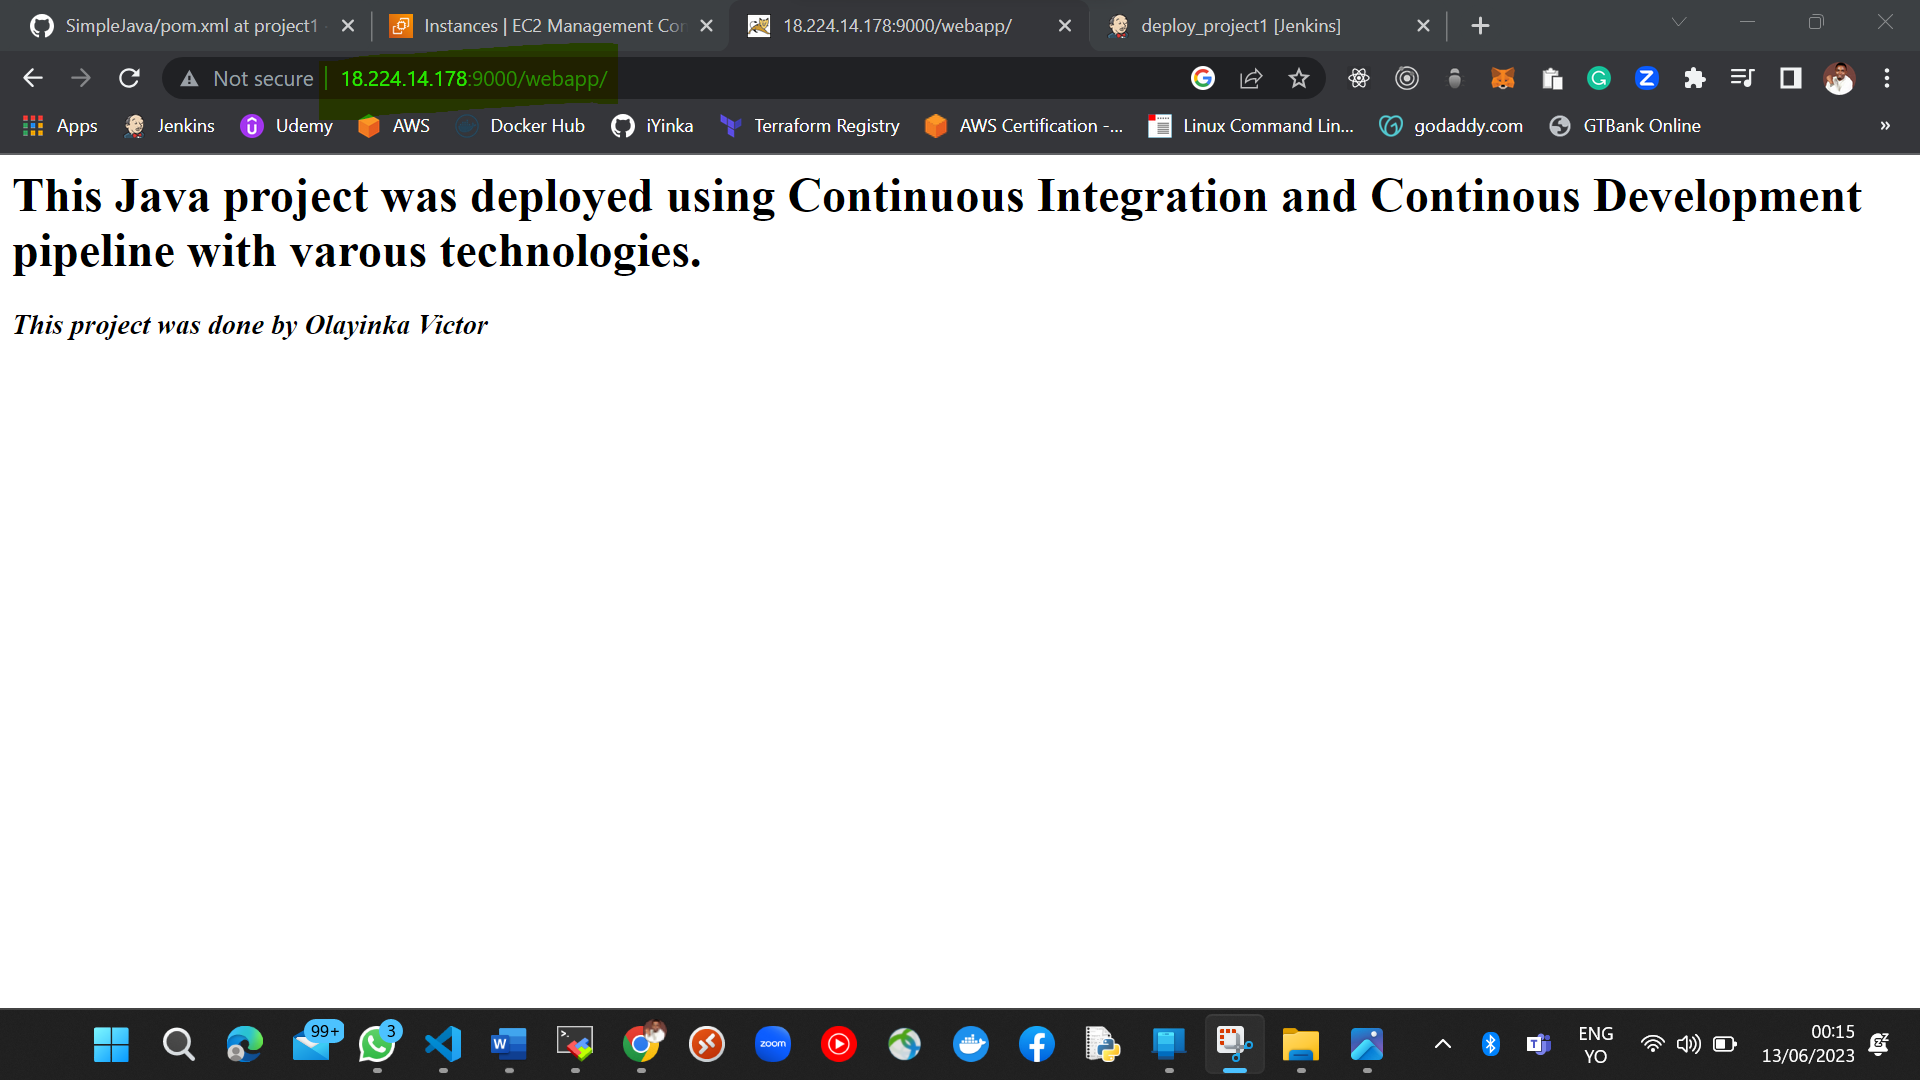 SimpleJava/pom.xml at project1
Instances | EC2 Management Con
18.224.14.178:9000/webapp/
deploy_project1 [Jenkins]
Not secure
18.224.14.178:9000/webapp/
Apps
Jenkins
Udemy
AWS
Docker Hub
iYinka
Terraform Registry
AWS Certification -...
Linux Command Lin...
godaddy.com
GTBank Online
»
This Java project was deployed using Continuous Integration and Continous Development
pipeline with varous technologies.
This project was done by Olayinka Victor
99+
3
zoom
ENG
YO
00:15
13/06/2023